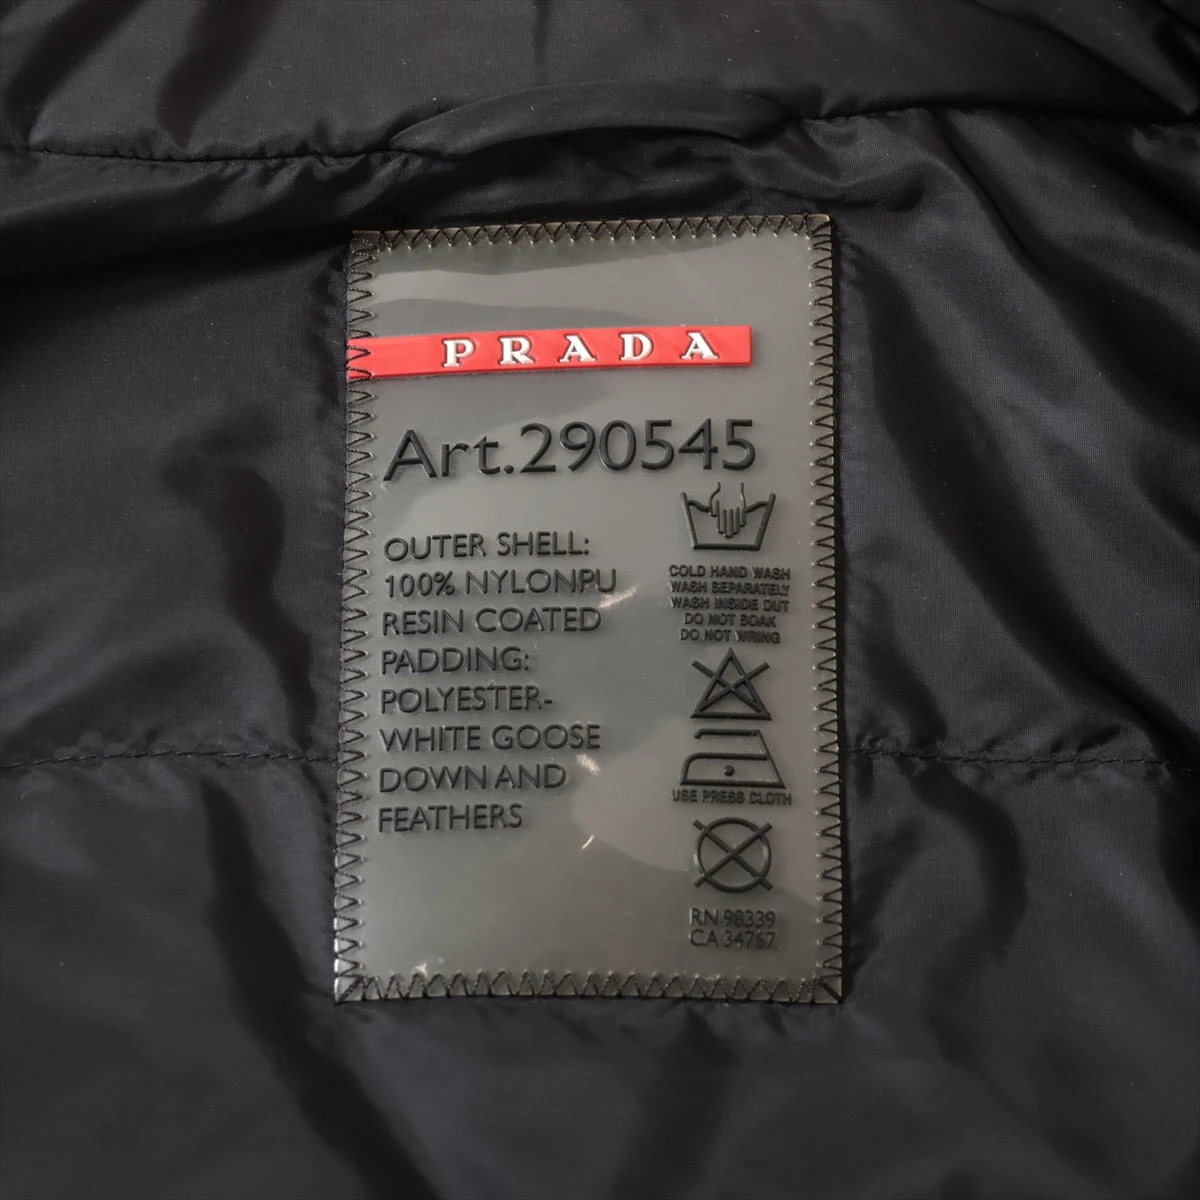 PRADA
Art.290545
OUTER SHELL:
100% NYLONPU
RESIN COATED
PADDING:
POLYESTER-
WHITE GOOSE
DOWN AND
FEATHERS
COLD HAND WASH
WASH SEPARATELY
WASH INSIDE OUT
DO NOT SOAK
DO NOT WRING
USE PRESS CLOTH
RN 98339
CA 34767